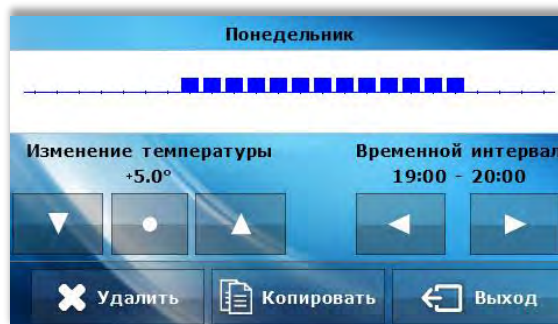 Понедельник
Изменение температуры
Временной интервал
+5.0°
19:00 - 20:00
Удалить
Копировать
Выход